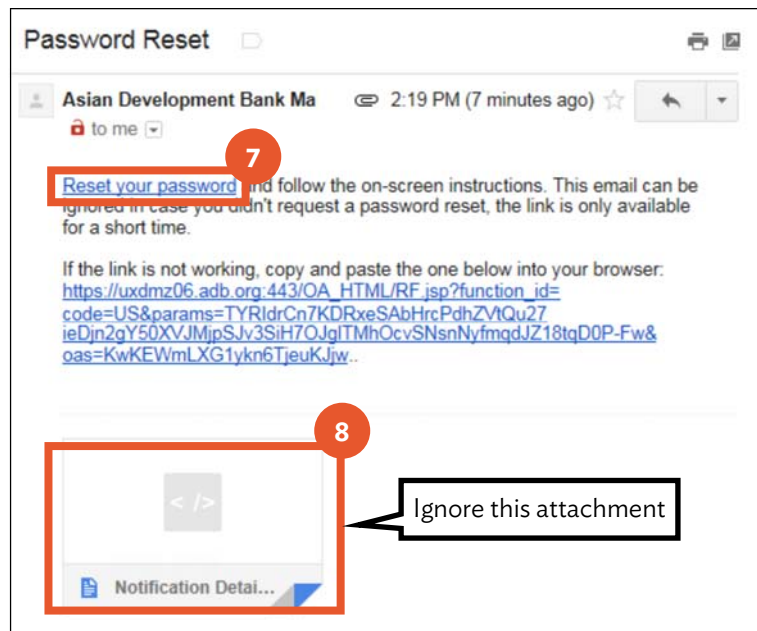 Password Reset
Asian Development Bank Ma 2:19 PM (7 minutes ago)
to me
7
Reset your password and follow the on-screen instructions. This email can be
ignored in case you didn't request a password reset, the link is only available
for a short time.
If the link is not working, copy and paste the one below into your browser:
https://uxdmz06.adb.org:443/OA_HTML/RF.jsp?function_id=
code=US&params=TYRIdrCn7KDRxeSAbHrcPdhZVtQu27
ieDjn2gY50XVJMjpSJv3SiH7OJgITMhOcvSNsnNyfmqdJZ18tqD0P-Fw&
oas=KwKEWmLXG1ykn6TjeuKJjw..
8
< />
Ignore this attachment
Notification Detai...